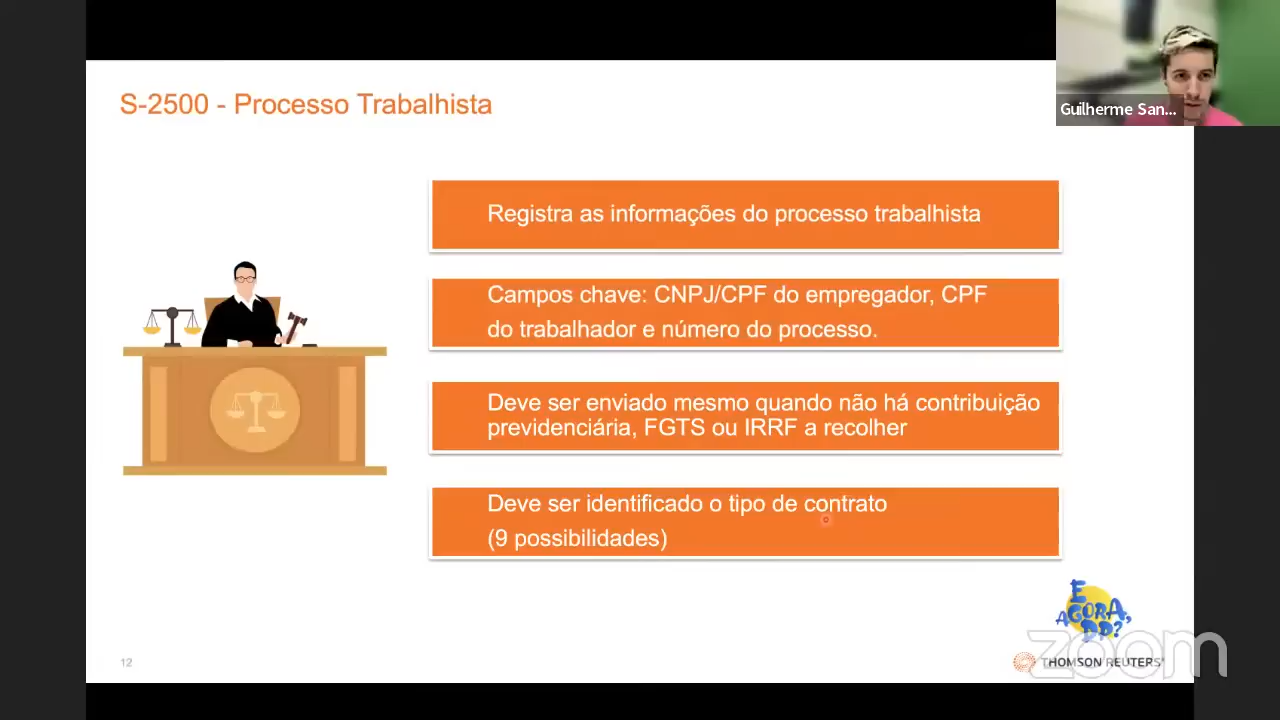 Guilherme San...
S-2500 - Processo Trabalhista
Registra as informações do processo trabalhista
Campos chave: CNPJ/CPF do empregador, CPF
do trabalhador e número do processo.
Deve ser enviado mesmo quando não há contribuição
previdenciária, FGTS ou IRRF a recolher
Deve ser identificado o tipo de contrato
(9 possibilidades)
E
AGORA,
DP?
zoom
12
THOMSON REUTERS